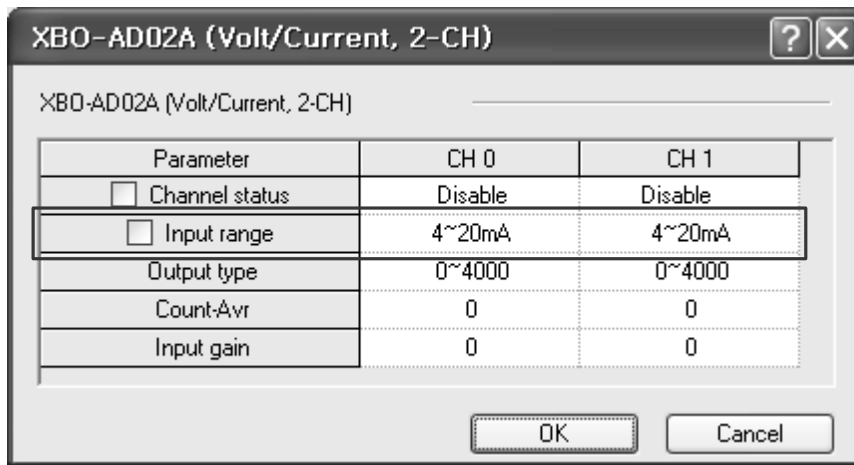 XBO-AD02A (Volt/Current, 2-CH)
XBO-AD02A (Volt/Current, 2-CH)
Parameter CH 0 CH 1
Channel status Disable Disable
Input range 4~20mA 4~20mA
Output type 0~4000 0~4000
Count-Avr 0 0
Input gain 0 0
OK Cancel